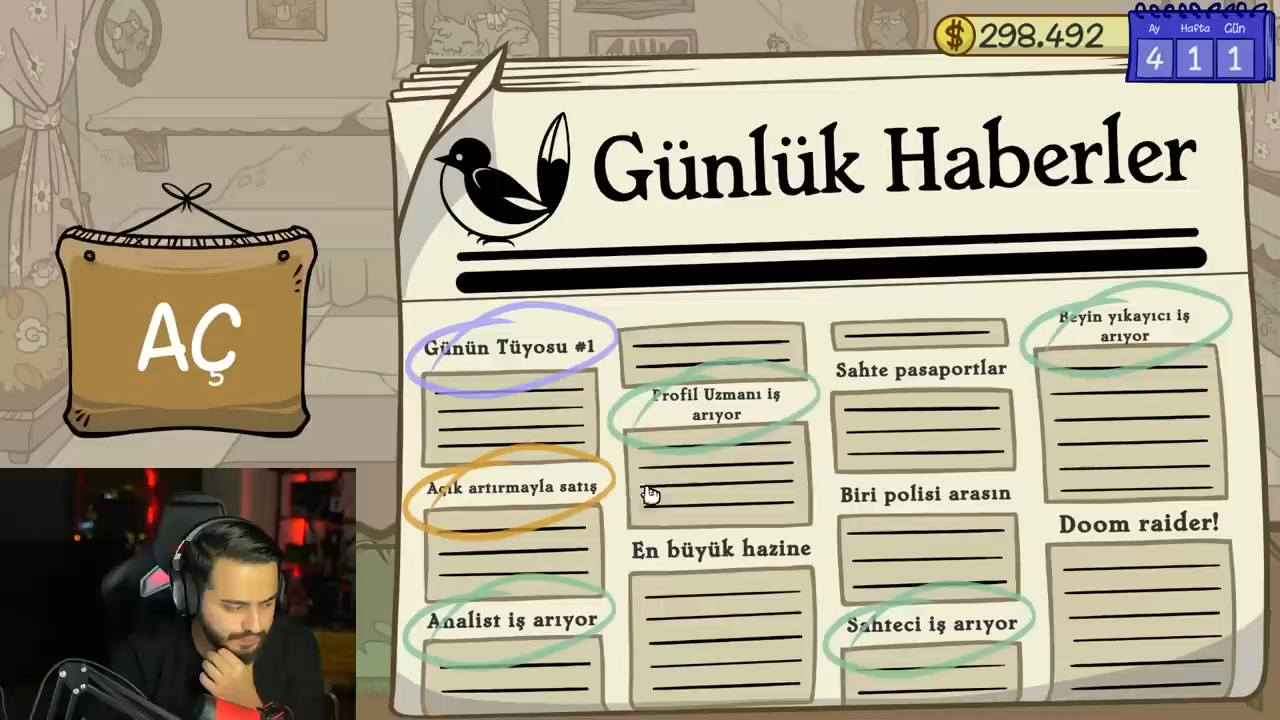 298.492
Ay Hafta Gün
4 1 1
Günlük Haberler
AÇ
Günün Tüyosu #1
Açık artırmayla satış
Analist iş arıyor
Profil Uzmanı iş
arıyor
En büyük hazine
Sahte pasaportlar
Biri polisi arasın
Sahteci iş arıyor
Beyin yıkayıcı iş
arıyor
Doom raider!